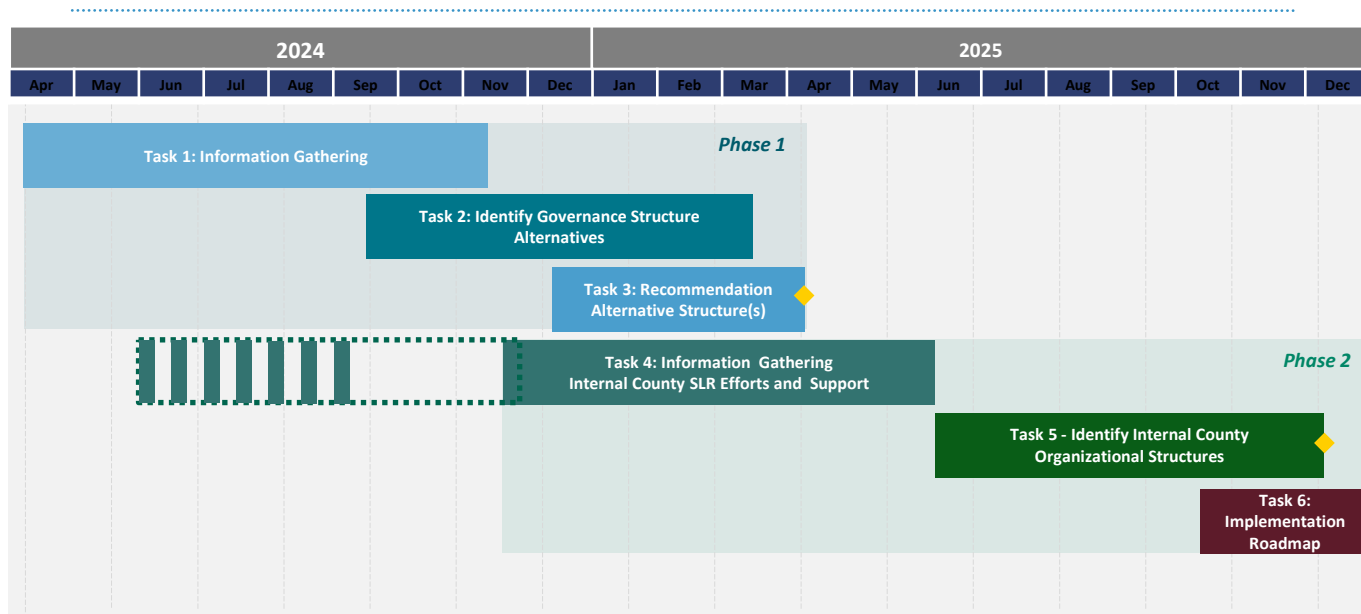 2024 2025
Apr May Jun Jul Aug Sep Oct Nov Dec Jan Feb Mar Apr May Jun Jul Aug Sep Oct Nov Dec
Phase 1
Task 1: Information Gathering
Task 2: Identify Governance Structure
Alternatives
Task 3: Recommendation
Alternative Structure(s)
Phase 2
Task 4: Information Gathering
Internal County SLR Efforts and Support
Task 5 - Identify Internal County
Organizational Structures
Task 6:
Implementation
Roadmap